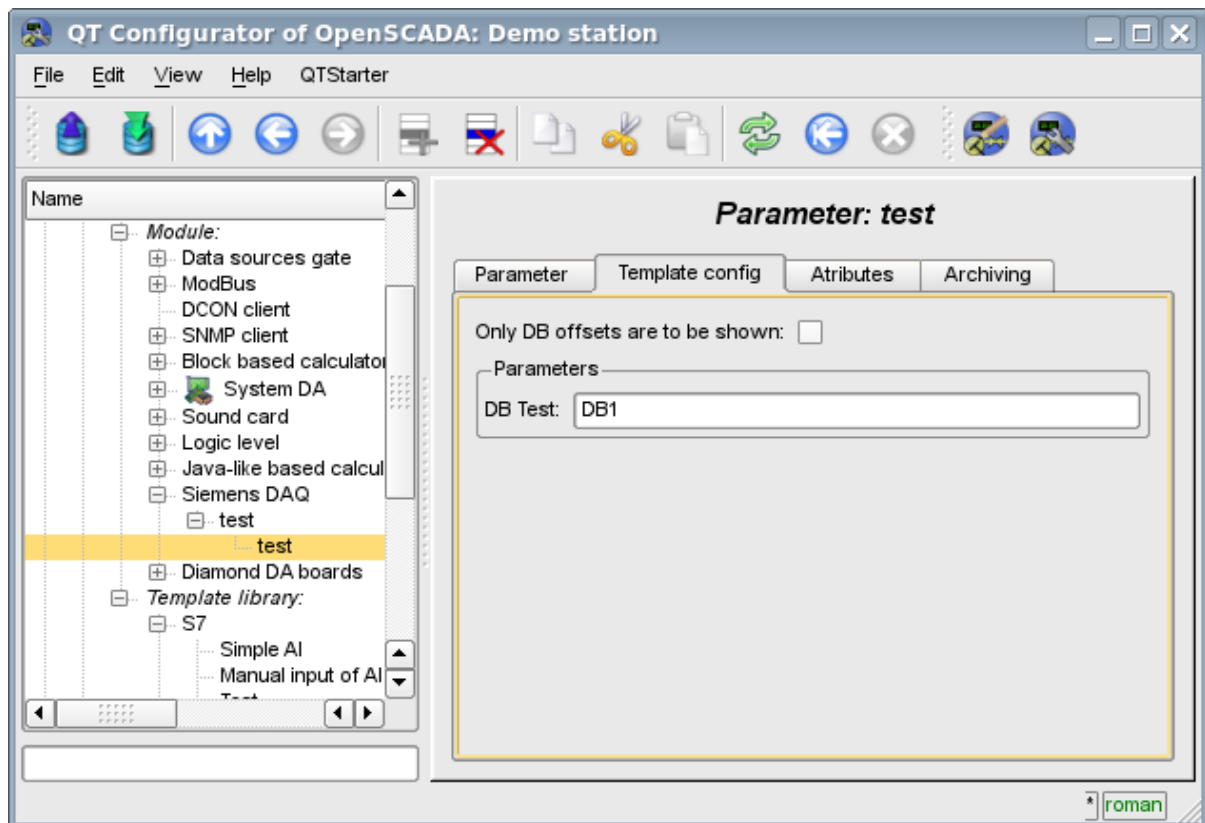 QT Configurator of OpenSCADA: Demo station
File Edit View Help QTStarter
Name
Module:
Data sources gate
ModBus
DCON client
SNMP client
Block based calculator
System DA
Sound card
Logic level
Java-like based calcul
Siemens DAQ
test
test
Diamond DA boards
Template library:
S7
Simple AI
Manual input of AI
Parameter: test
Parameter Template config Atributes Archiving
Only DB offsets are to be shown:
Parameters
DB Test: DB1
* roman